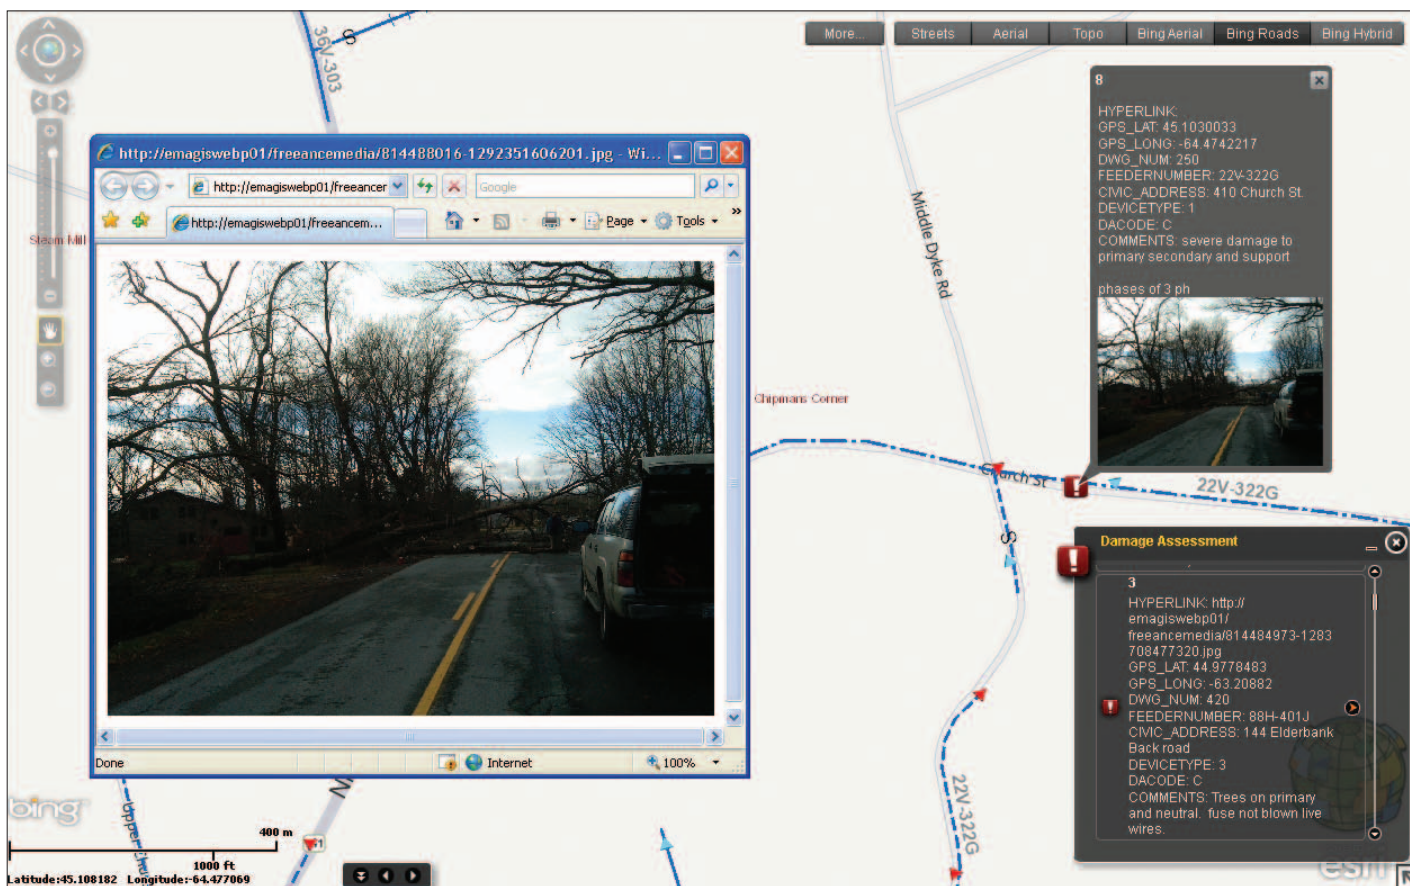 36V-303
S
More...
Streets
Aerial
Topo
Bing Aerial
Bing Roads
Bing Hybrid
8
HYPERLINK:
GPS_LAT: 45.1030033
GPS_LONG: -64.4742217
DWG_NUM: 250
FEEDERNUMBER: 22V-322G
CIVIC_ADDRESS: 410 Church St.
DEVICETYPE: 1
DACODE: C
COMMENTS: severe damage to
primary secondary and support
phases of 3 ph
http://emagiswebp01/freeancemedia/814488016-1292351606201.jpg - Wi...
http://emagiswebp01/freeancer
Google
http://emagiswebp01/freeancem...
Page
Tools
»
Steam Mill
Middle Dyke Rd
Chipmans Corner
Church St
22V-322G
S
22V-322G
Done
Internet
100%
Damage Assessment
3
HYPERLINK: http://
emagiswebp01/
freeancemedia/814484973-1283
708477320.jpg
GPS_LAT: 44.9778483
GPS_LONG: -63.20882
DWG_NUM: 420
FEEDERNUMBER: 88H-401J
CIVIC_ADDRESS: 144 Elderbank
Back road
DEVICETYPE: 3
DACODE: C
COMMENTS: Trees on primary
and neutral. fuse not blown live
wires.
bing
Upper
400 m
1000 ft
Latitude:45.108182 Longitude:-64.477069
esri